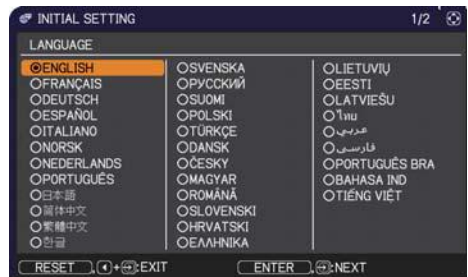 INITIAL SETTING 1/2
LANGUAGE
ENGLISH
FRANÇAIS
DEUTSCH
ESPAÑOL
ITALIANO
NORSK
NEDERLANDS
PORTUGUÊS
日本語
简体中文
繁體中文
한글
SVENSKA
РУССКИЙ
SUOMI
POLSKI
TÜRKÇE
DANSK
ČESKY
MAGYAR
ROMÂNĂ
SLOVENSKI
HRVATSKI
ΕΛΛΗΝΙΚΑ
LIETUVIŲ
EESTI
LATVIEŠU
ไทย
عربي
فارسی
PORTUGUÊS BRA
BAHASA IND
TIẾNG VIỆT
RESET , + :EXIT ENTER , :NEXT